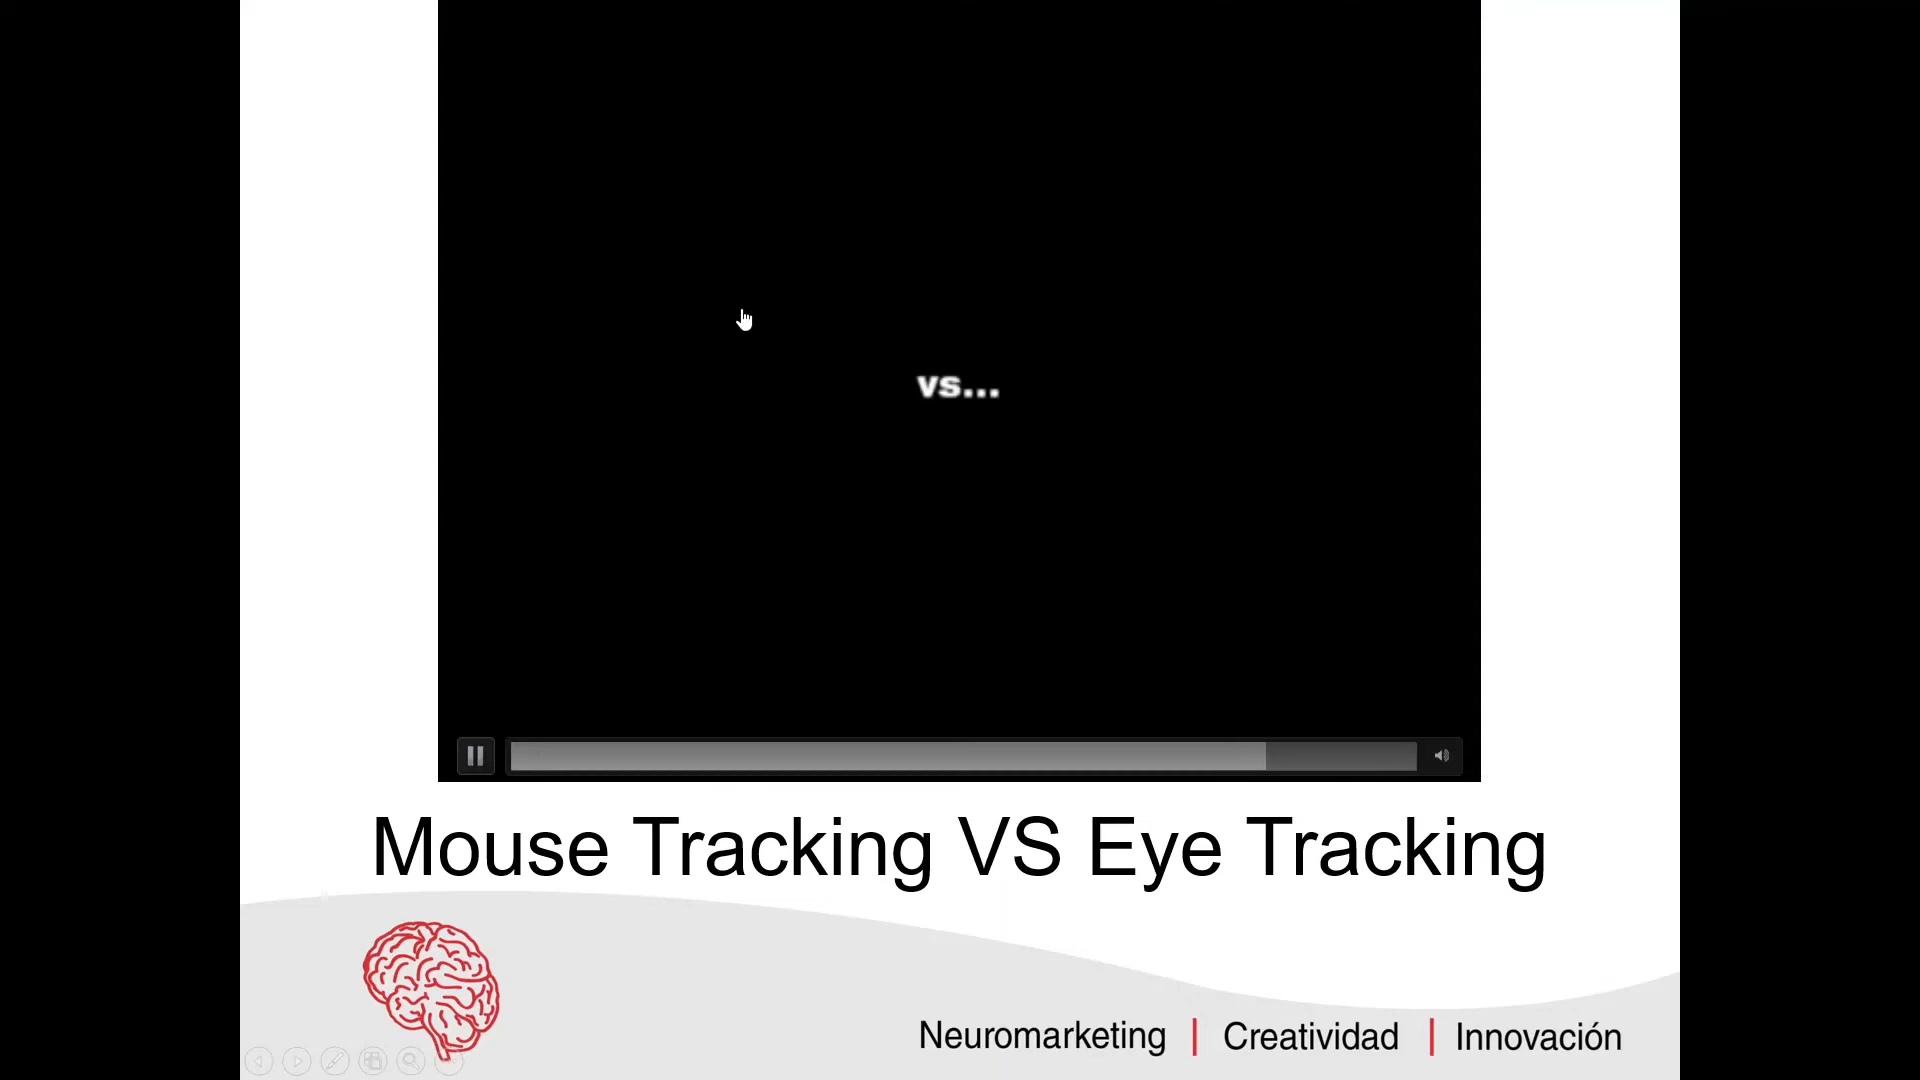 vs...
Mouse Tracking VS Eye Tracking
Neuromarketing | Creatividad | Innovación